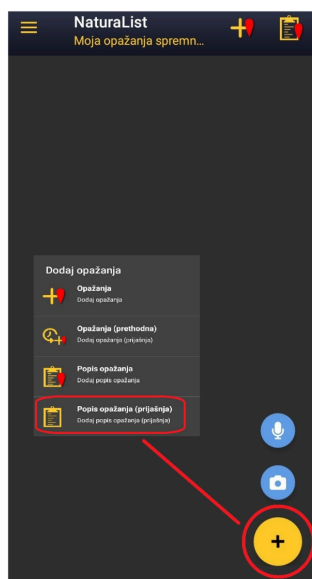 NaturaList
Moja opažanja spremn...
Dodaj opažanja
Opažanja
Dodaj opažanja
Opažanja (prethodna)
Dodaj opažanja (prijašnja)
Popis opažanja
Dodaj popis opažanja
Popis opažanja (prijašnja)
Dodaj popis opažanja (prijašnja)